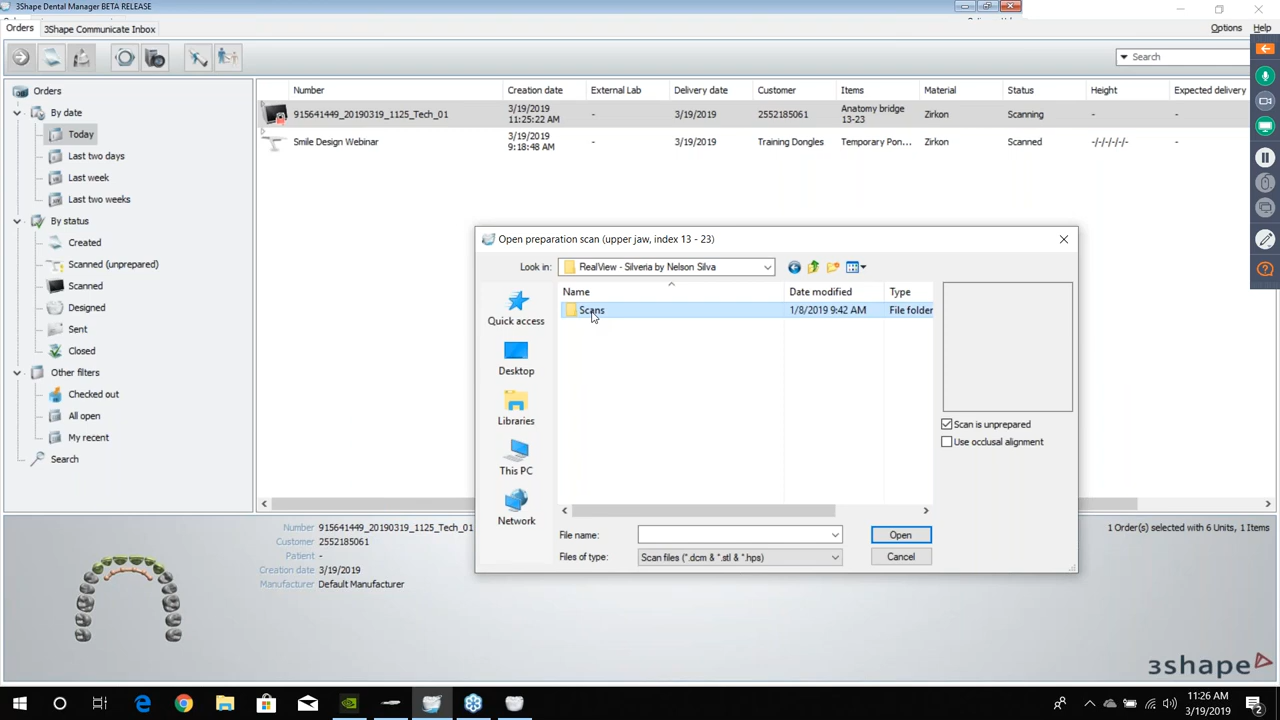 3Shape Dental Manager BETA RELEASE
Orders
3Shape Communicate Inbox
Options
Help
Search
Orders
By date
Today
Last two days
Last week
Last two weeks
By status
Created
Scanned (unprepared)
Scanned
Designed
Sent
Closed
Other filters
Checked out
All open
My recent
Search
Number Creation date External Lab Delivery date Customer Items Material Status Height Expected delivery
915641449_20190319_1125_Tech_01 3/19/2019 11:25:22 AM - 3/19/2019 2552185061 Anatomy bridge 13-23 Zirkon Scanning - -
Smile Design Webinar 3/19/2019 9:18:48 AM - 3/19/2019 Training Dongles Temporary Pon... Zirkon Scanned -/-/-/-/- -
Open preparation scan (upper jaw, index 13 - 23)
Look in: RealView - Silveria by Nelson Silva
Name Date modified Type
Scans 1/8/2019 9:42 AM File folder
Quick access
Desktop
Libraries
This PC
Network
Scan is unprepared
Use occlusal alignment
File name:
Open
Files of type: Scan files (*.dcm & *.stl & *.hps)
Cancel
Number 915641449_20190319_1125_Tech_01
Customer 2552185061
Patient -
Creation date 3/19/2019
Manufacturer Default Manufacturer
1 Order(s) selected with 6 Units, 1 Items
3shape
11:26 AM
3/19/2019
2